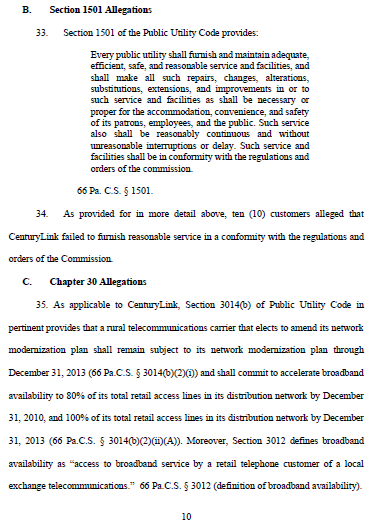 B. Section 1501 Allegations
33. Section 1501 of the Public Utility Code provides:
Every public utility shall furnish and maintain adequate,
efficient, safe, and reasonable service and facilities, and
shall make all such repairs, changes, alterations,
substitutions, extensions, and improvements in or to
such service and facilities as shall be necessary or
proper for the accommodation, convenience, and safety
of its patrons, employees, and the public. Such service
also shall be reasonably continuous and without
unreasonable interruptions or delay. Such service and
facilities shall be in conformity with the regulations and
orders of the commission.
66 Pa. C.S. § 1501.
34. As provided for in more detail above, ten (10) customers alleged that
CenturyLink failed to furnish reasonable service in a conformity with the regulations and
orders of the Commission.
C. Chapter 30 Allegations
35. As applicable to CenturyLink, Section 3014(b) of Public Utility Code in
pertinent provides that a rural telecommunications carrier that elects to amend its network
modernization plan shall remain subject to its network modernization plan through
December 31, 2013 (66 Pa.C.S. § 3014(b)(2)(i)) and shall commit to accelerate broadband
availability to 80% of its total retail access lines in its distribution network by December
31, 2010, and 100% of its total retail access lines in its distribution network by December
31, 2013 (66 Pa.C.S. § 3014(b)(2)(ii)(A)). Moreover, Section 3012 defines broadband
availability as “access to broadband service by a retail telephone customer of a local
exchange telecommunications.” 66 Pa.C.S. § 3012 (definition of broadband availability).
10